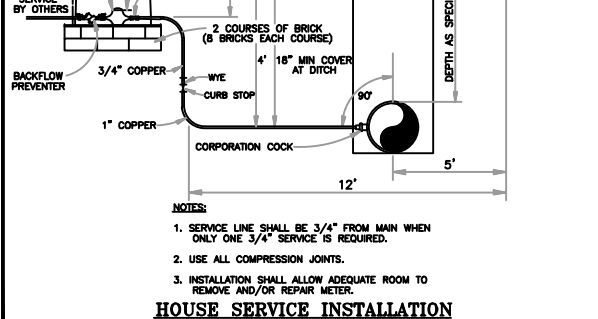 SERVICE
BY OTHERS
2 COURSES OF BRICK
(8 BRICKS EACH COURSE)
4' 18" MIN COVER
AT DITCH
DEPTH AS SPECI
BACKFLOW
PREVENTER
3/4" COPPER
WYE
CURB STOP
90°
1" COPPER
CORPORATION COCK
5'
12'
NOTES:
1. SERVICE LINE SHALL BE 3/4" FROM MAIN WHEN
ONLY ONE 3/4" SERVICE IS REQUIRED.
2. USE ALL COMPRESSION JOINTS.
3. INSTALLATION SHALL ALLOW ADEQUATE ROOM TO
REMOVE AND/OR REPAIR METER.
HOUSE SERVICE INSTALLATION